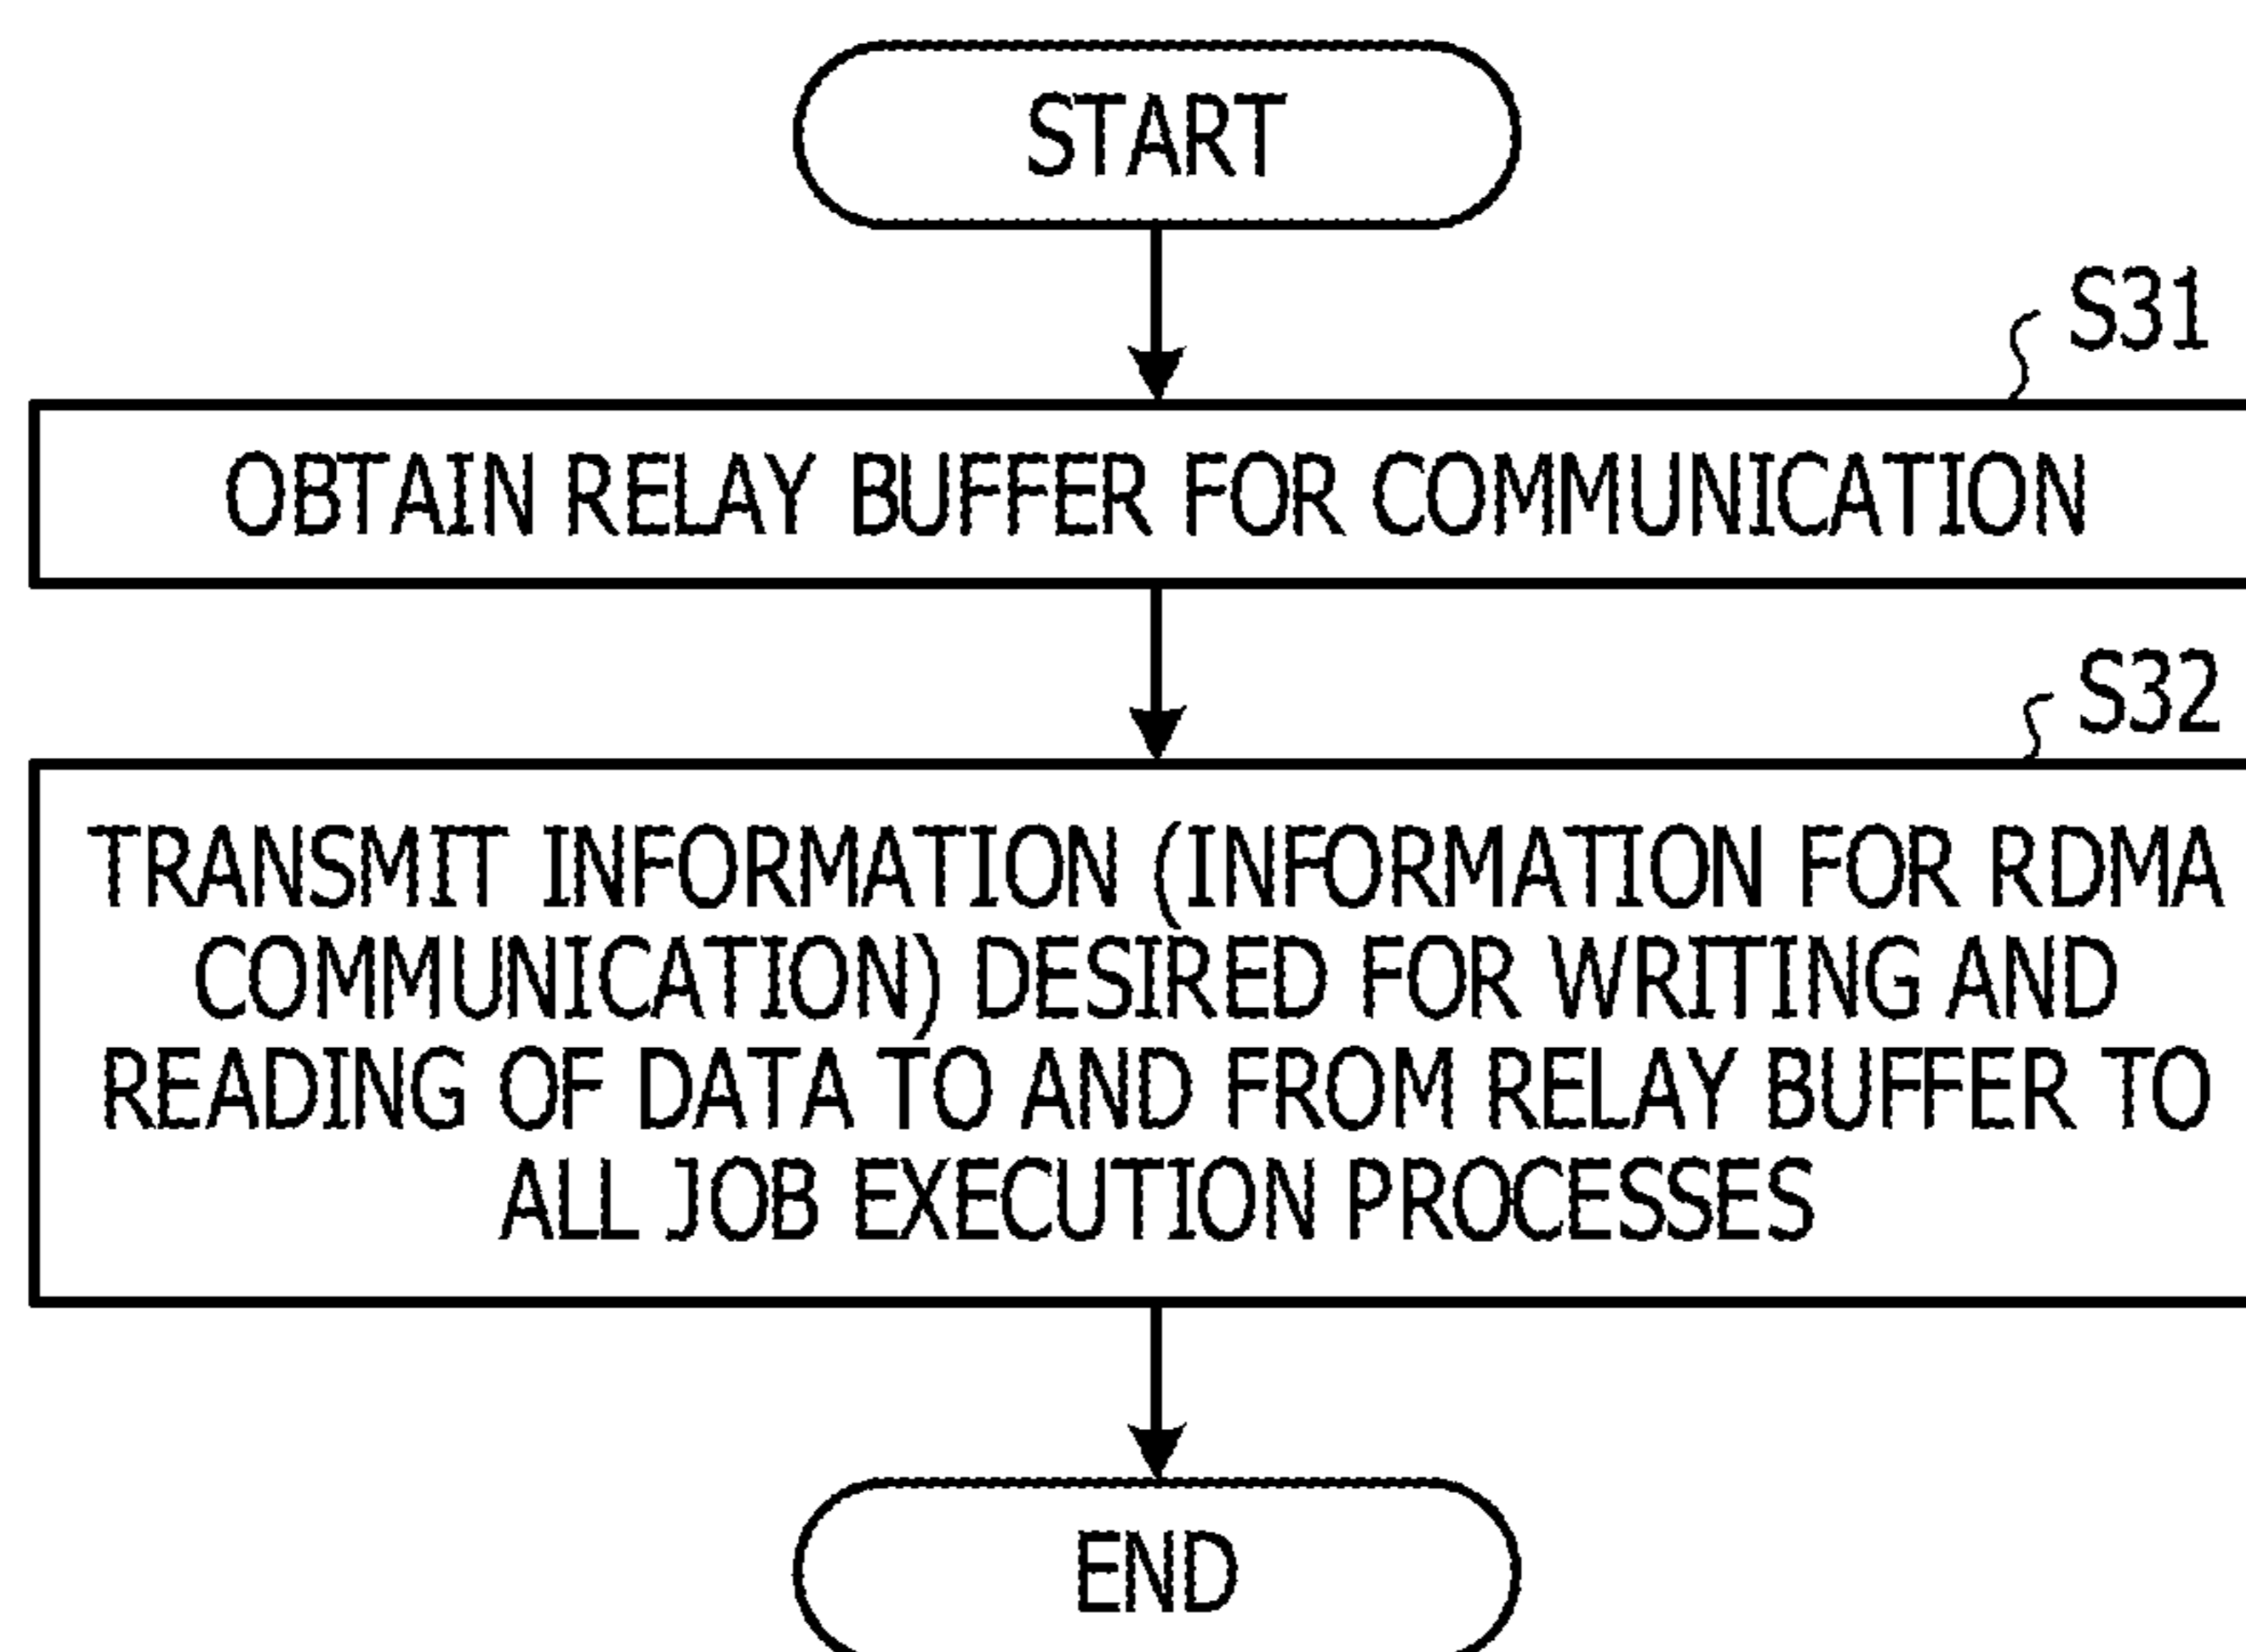 START
S31
OBTAIN RELAY BUFFER FOR COMMUNICATION
S32
TRANSMIT INFORMATION (INFORMATION FOR RDMA
COMMUNICATION) DESIRED FOR WRITING AND
READING OF DATA TO AND FROM RELAY BUFFER TO
ALL JOB EXECUTION PROCESSES
END